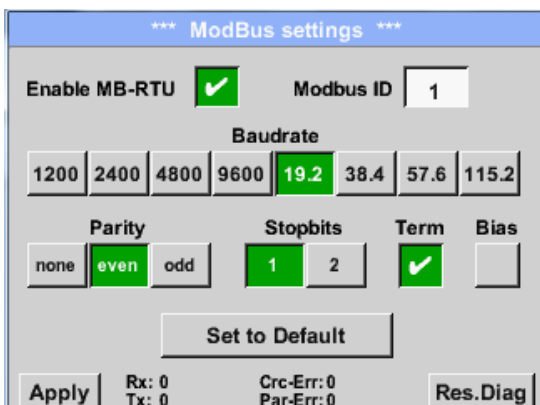 *** ModBus settings ***
Enable MB-RTU ✔ Modbus ID 1
Baudrate
1200 2400 4800 9600 19.2 38.4 57.6 115.2
Parity Stopbits Term Bias
none even odd 1 2 ✔
Set to Default
Apply Rx: 0 Crc-Err: 0 Res.Diag
Tx: 0 Par-Err: 0